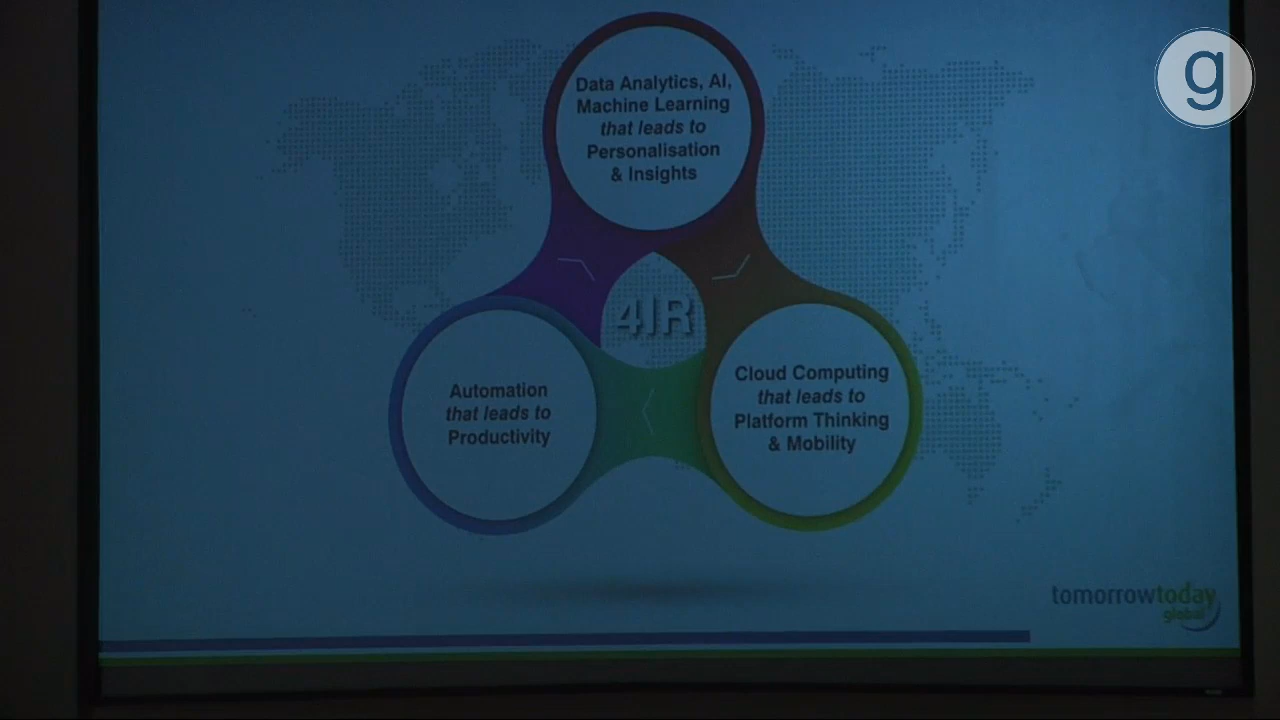 g
Data Analytics, AI,
Machine Learning
that leads to
Personalisation
& Insights
4IR
Automation
that leads to
Productivity
Cloud Computing
that leads to
Platform Thinking
& Mobility
tomorrowtoday
global